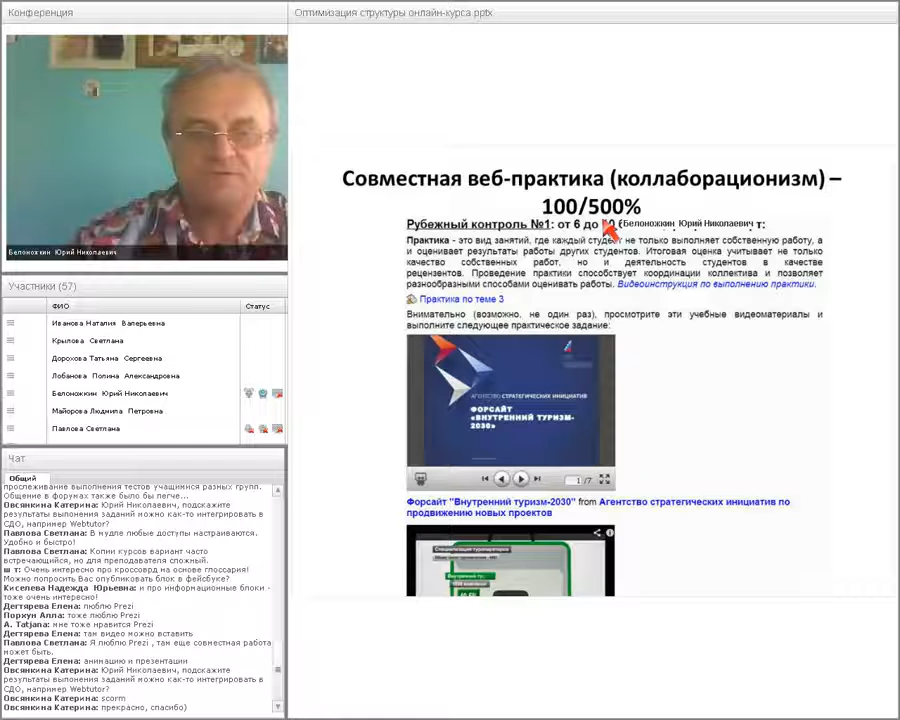 Конференция
Оптимизация структуры онлайн-курса.pptx
Белоножкин Юрий Николаевич
Участники (57)
ФИО Статус
Иванова Наталия Валерьевна
Крылова Светлана
Дорохова Татьяна Сергеевна
Лобанова Полина Александровна
Белоножкин Юрий Николаевич
Майорова Людмила Петровна
Павлова Светлана
Чат
Общий
прослеживание выполнения тестов учащимися разных групп.
Общение в форумах также было бы легче...
Овсянкина Катерина: Юрий Николаевич, подскажите
результаты выпонения заданий можно как-то интегрировать в
СДО, например Webtutor?
Павлова Светлана: В мудле любые доступы настраиваются.
Удобно и быстро!
Павлова Светлана: Копии курсов вариант часто
встречающийся, но для преподавателя сложный.
ш т: Очень интересно про кроссворд на основе глоссария!
Можно попросить Вас опубликовать блок в фейсбуке?
Киселева Надежда Юрьевна: и про информационные блоки -
тоже очень интересно!
Дегтярева Елена: люблю Prezi
Порхун Алла: тоже люблю Prezi
A. Tatjana: мне тоже нравится Prezi
Дегтярева Елена: там видео можно вставить
Павлова Светлана: Я люблю Prezi , там еще совместная работа
может быть.
Дегтярева Елена: анинацию и презентации
Овсянкина Катерина: Юрий Николаевич, подскажите
результаты выпонения заданий можно как-то интегрировать в
СДО, например Webtutor?
Овсянкина Катерина: scorm
Овсянкина Катерина: прекрасно, спасибо)
Совместная веб-практика (коллаборационизм) –
100/500%
Рубежный контроль №1: от 6 до Белоножкин Юрий Николаевич т:
Практика - это вид занятий, где каждый студент не только выполняет собственную работу, а
и оценивает результаты работы других студентов. Итоговая оценка учитывает не только
качество собственных работ, но и деятельность студентов в качестве
рецензентов. Проведение практики способствует координации коллектива и позволяет
разнообразными способами оценивать работы. Видеоинструкция по выполнению практики.
Практика по теме 3
Внимательно (возможно, не один раз), просмотрите эти учебные видеоматериалы и
выполните следующее практическое задание:
АГЕНТСТВО СТРАТЕГИЧЕСКИХ ИНИЦИАТИВ
ФОРСАЙТ
«ВНУТРЕННИЙ ТУРИЗМ-
2030»
1 /7
Форсайт "Внутренний туризм-2030" from Агентство стратегических инициатив по
продвижению новых проектов
Специализация туроператоров